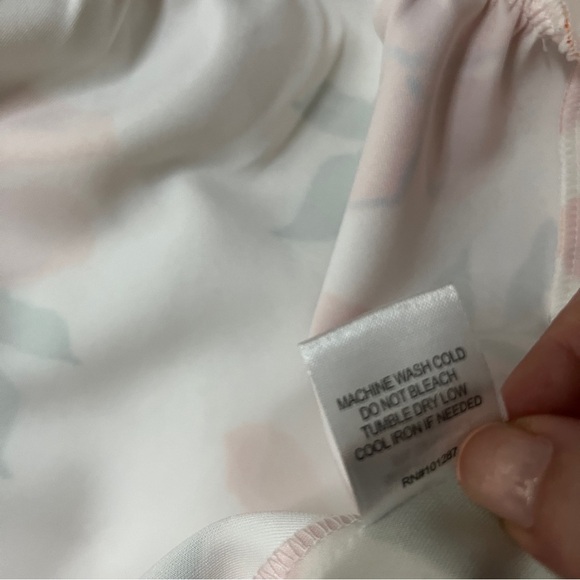 MACHINE WASH COLD
DO NOT BLEACH
TUMBLE DRY LOW
COOL IRON IF NEEDED
RN#101287